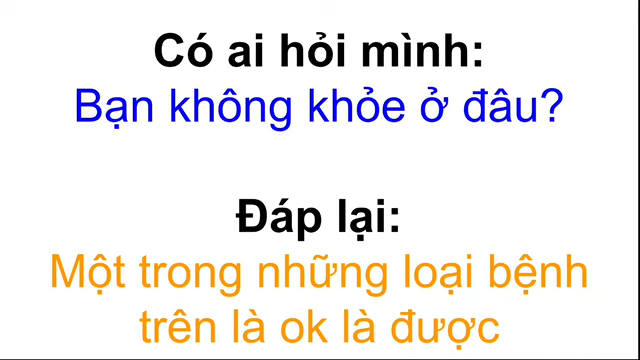 Có ai hỏi mình:
Bạn không khỏe ở đâu?
Đáp lại:
Một trong những loại bệnh
trên là ok là được